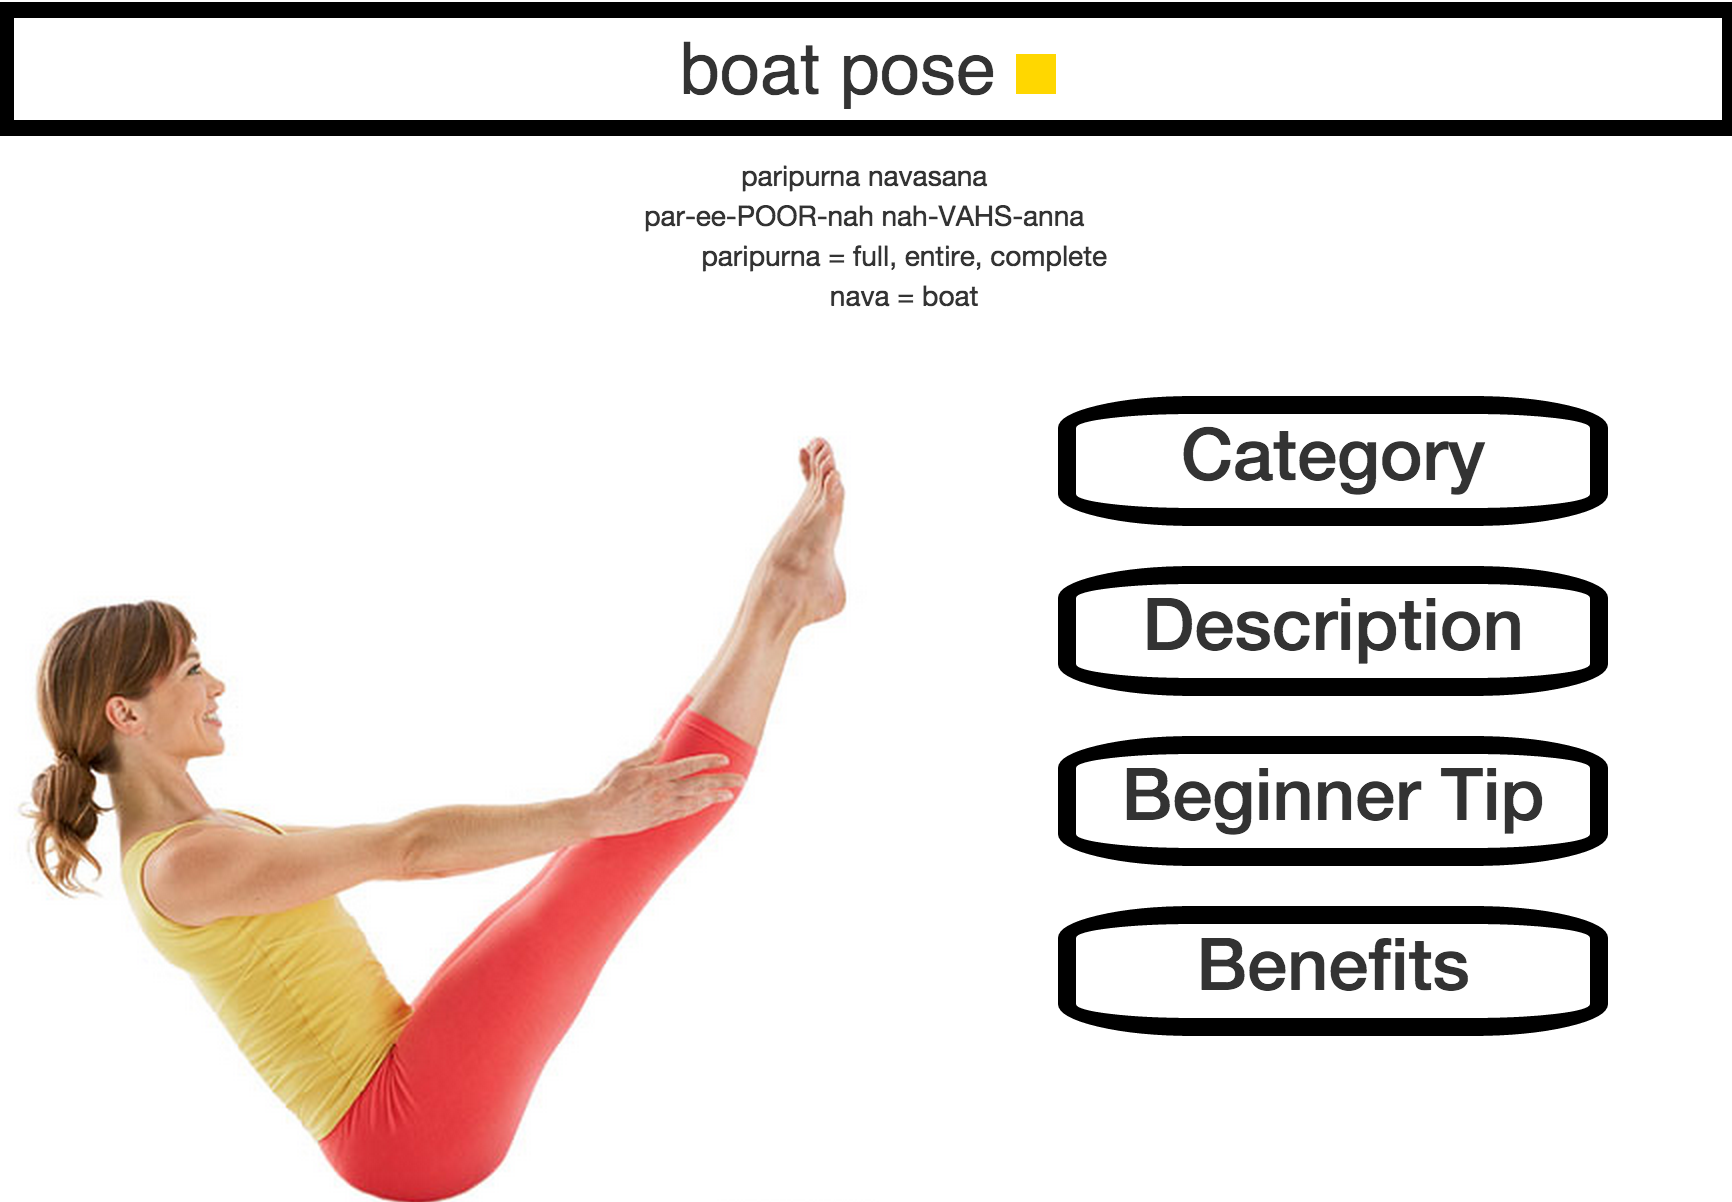 boat pose
paripurna navasana
par-ee-POOR-nah nah-VAHS-anna
paripurna = full, entire, complete
nava = boat
Category
Description
Beginner Tip
Benefits